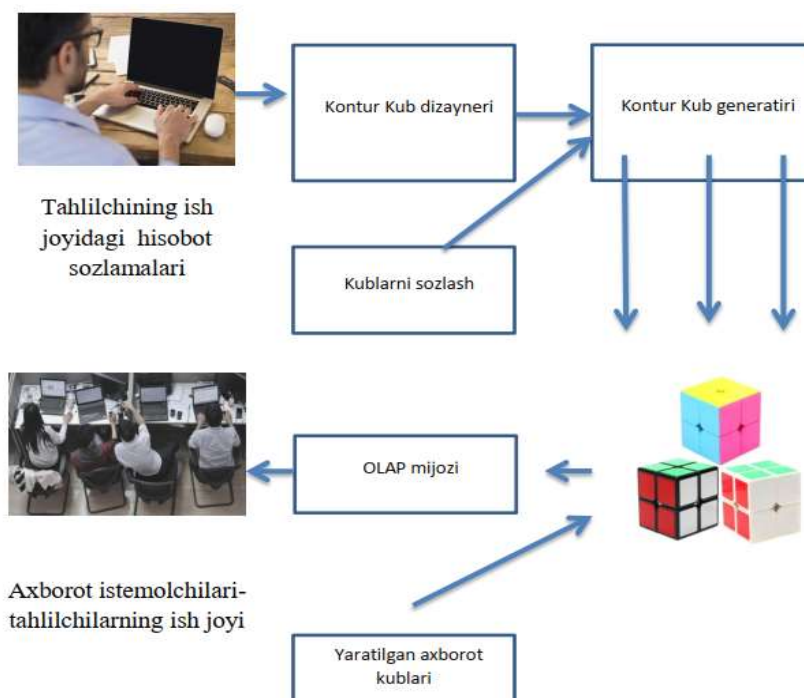 Kontur Kub dizayneri
Kontur Kub generatiri
Tahlilchining ish
joyidagi hisobot
sozlamalari
Kublarni sozlash
OLAP mijozi
Axborot istemolchilari-
tahlilchilarning ish joyi
Yaratilgan axborot
kublari